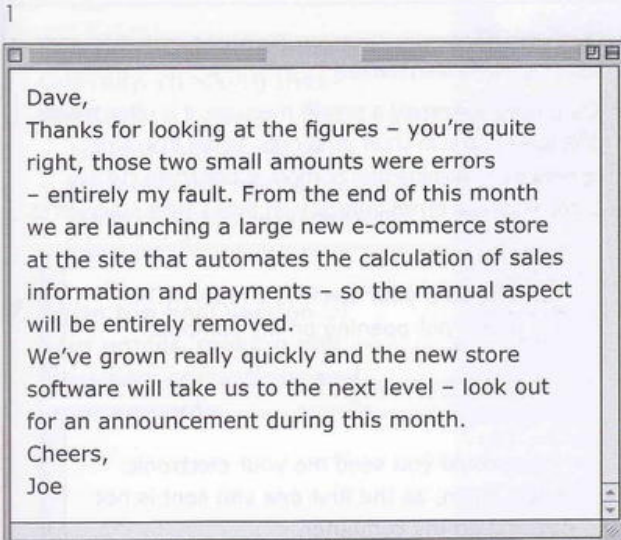 1
Dave,
Thanks for looking at the figures – you're quite
right, those two small amounts were errors
– entirely my fault. From the end of this month
we are launching a large new e-commerce store
at the site that automates the calculation of sales
information and payments – so the manual aspect
will be entirely removed.
We've grown really quickly and the new store
software will take us to the next level – look out
for an announcement during this month.
Cheers,
Joe